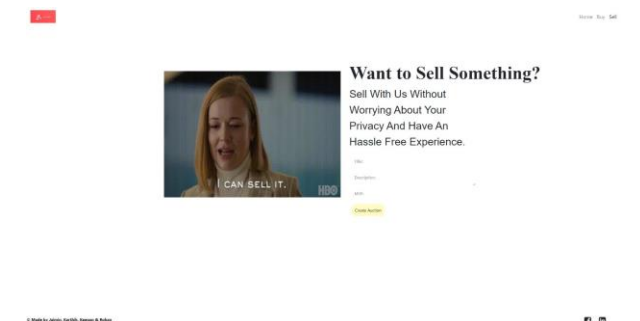 Home Buy Sell
Want to Sell Something?
Sell With Us Without
Worrying About Your
Privacy And Have An
Hassle Free Experience.
I CAN SELL IT.
HBO
Title
Description
Create Auction